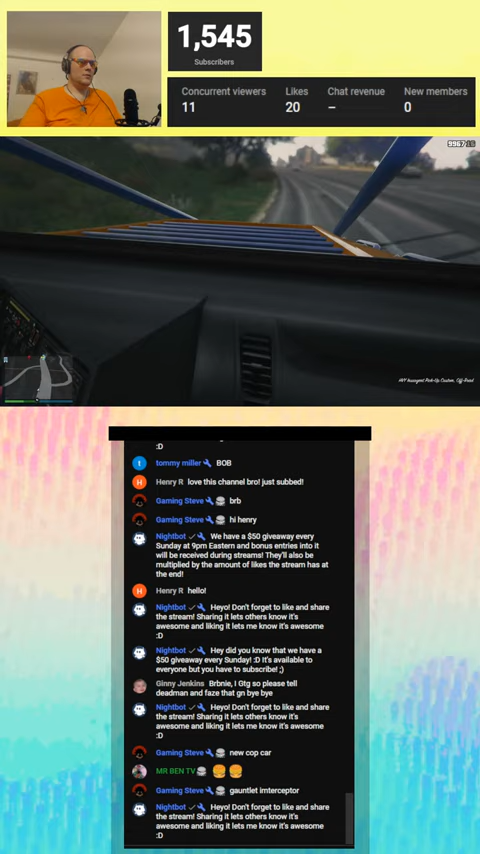 1,545
Subscribers
Concurrent viewers Likes Chat revenue New members
11 20 – 0
9967/16
HVY Insurgent Pick-Up Custom, Off-Road
:D
t tommy miller BOB
H Henry R love this channel bro! just subbed!
Gaming Steve brb
Gaming Steve hi henry
Nightbot We have a $50 giveaway every
Sunday at 9pm Eastern and bonus entries into it
will be received during streams! They'll also be
multiplied by the amount of likes the stream has at
the end!
H Henry R hello!
Nightbot Heyo! Don't forget to like and share
the stream! Sharing it lets others know it's
awesome and liking it lets me know it's awesome
:D
Nightbot Hey did you know that we have a
$50 giveaway every Sunday! :D It's available to
everyone but you have to subscribe! ;)
Ginny Jenkins Brbnie, I Gtg so please tell
deadman and faze that gn bye bye
Nightbot Heyo! Don't forget to like and share
the stream! Sharing it lets others know it's
awesome and liking it lets me know it's awesome
:D
Gaming Steve new cop car
MR BEN TV
Gaming Steve gauntlet imterceptor
Nightbot Heyo! Don't forget to like and share
the stream! Sharing it lets others know it's
awesome and liking it lets me know it's awesome
:D